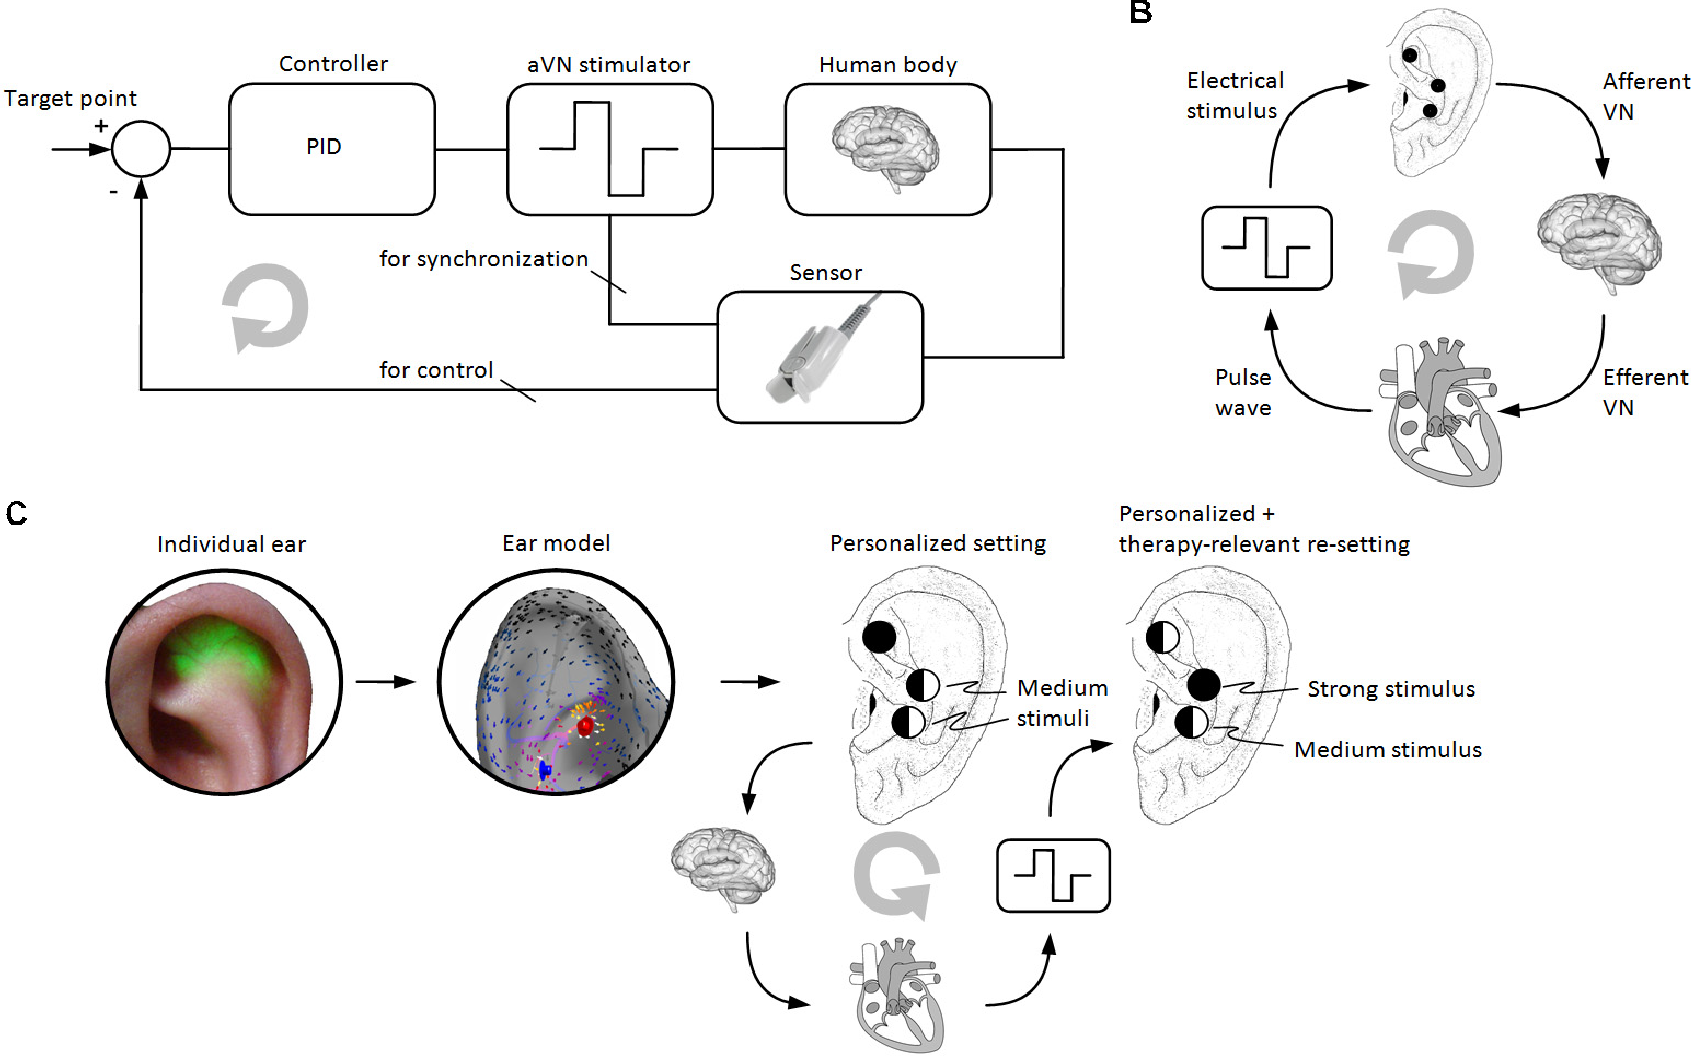 B
Controller
aVN stimulator
Human body
Target point
+
PID
-
for synchronization
Sensor
for control
Electrical
stimulus
Afferent
VN
Pulse
wave
Efferent
VN
C
Individual ear
Ear model
Personalized setting
Personalized +
therapy-relevant re-setting
Medium
stimuli
Strong stimulus
Medium stimulus